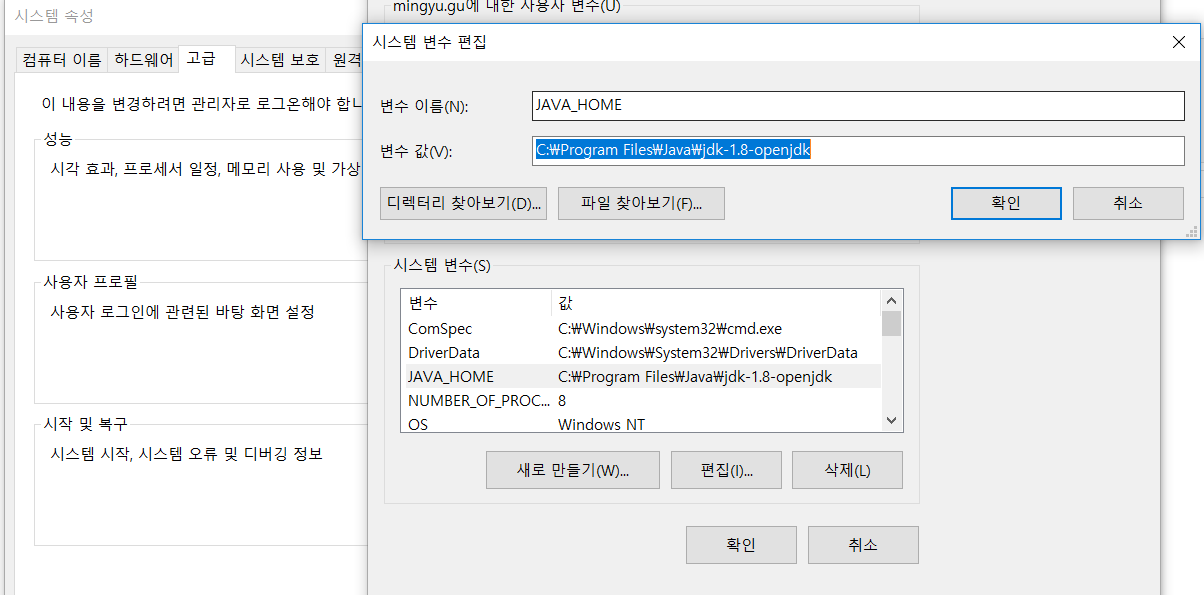 시스템 속성
컴퓨터 이름
하드웨어
고급
시스템 보호
원격
이 내용을 변경하려면 관리자로 로그온해야 합니
성능
시각 효과, 프로세서 일정, 메모리 사용 및 가상
사용자 프로필
사용자 로그인에 관련된 바탕 화면 설정
시작 및 복구
시스템 시작, 시스템 오류 및 디버깅 정보
mingyu.gu에 대한 사용자 변수(U)
시스템 변수 편집
변수 이름(N):
JAVA_HOME
변수 값(V):
C:₩Program Files₩Java₩jdk-1.8-openjdk
디렉터리 찾아보기(D)...
파일 찾아보기(F)...
확인
취소
시스템 변수(S)
변수 값
ComSpec C:₩Windows₩system32₩cmd.exe
DriverData C:₩Windows₩System32₩Drivers₩DriverData
JAVA_HOME C:₩Program Files₩Java₩jdk-1.8-openjdk
NUMBER_OF_PROC... 8
OS Windows NT
새로 만들기(W)...
편집(I)...
삭제(L)
확인
취소